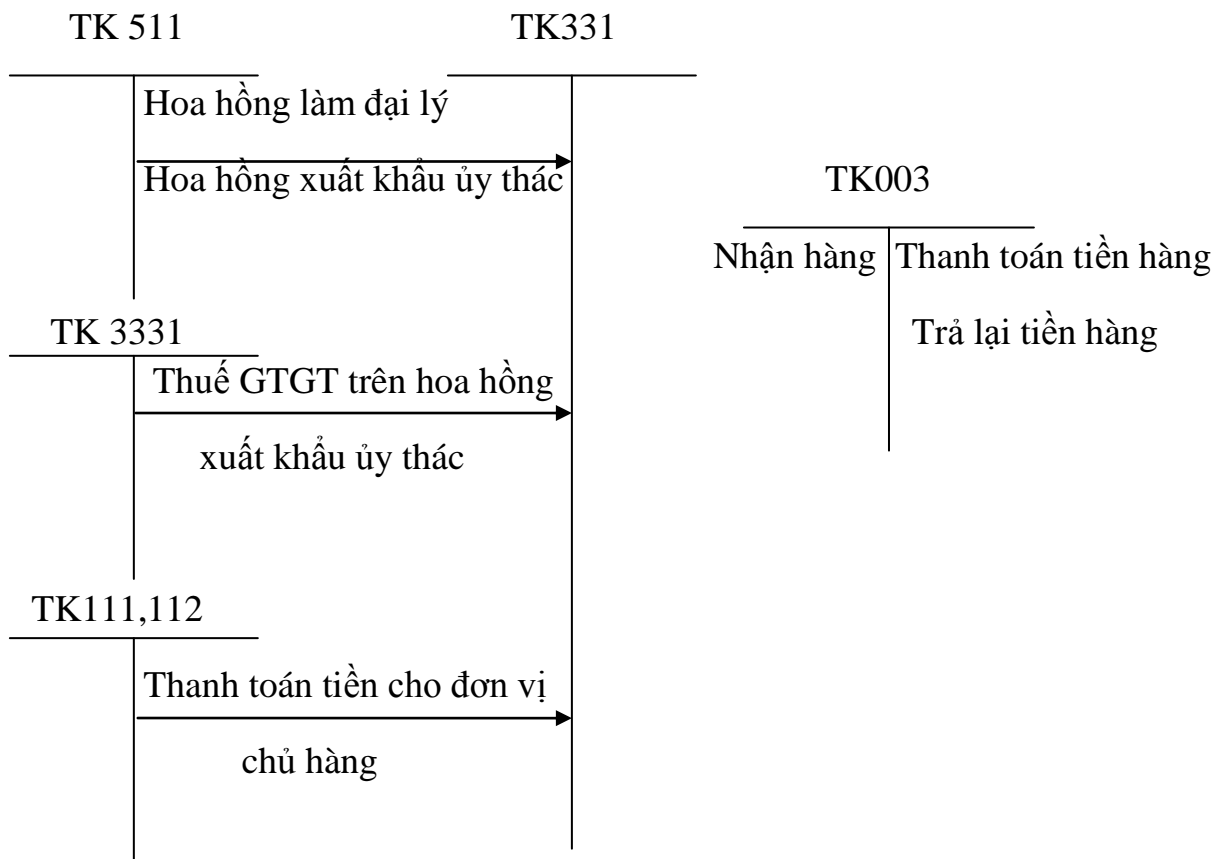 TK 511
TK331
Hoa hồng làm đại lý
Hoa hồng xuất khẩu ủy thác
TK003
Nhận hàng
Thanh toán tiền hàng
Trả lại tiền hàng
TK 3331
Thuế GTGT trên hoa hồng
xuất khẩu ủy thác
TK111,112
Thanh toán tiền cho đơn vị
chủ hàng